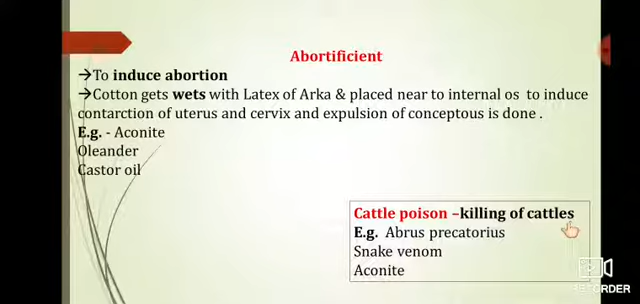 Abortificient
→To induce abortion
→Cotton gets wets with Latex of Arka & placed near to internal os to induce
contarction of uterus and cervix and expulsion of conceptous is done .
E.g. - Aconite
Oleander
Castor oil
Cattle poison –killing of cattles
E.g. Abrus precatorius
Snake venom
Aconite